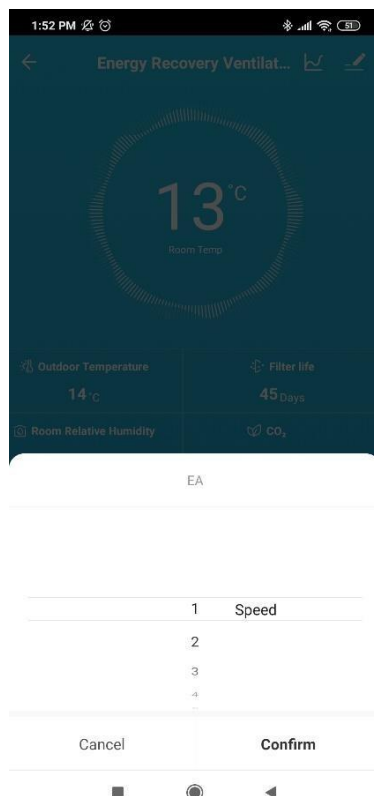 1:52 PM
51
Energy Recovery Ventilat...
13°C
Room Temp
Outdoor Temperature
Filter life
14°C
45 Days
Room Relative Humidity
CO₂
EA
1 Speed
2
3
4
Cancel
Confirm